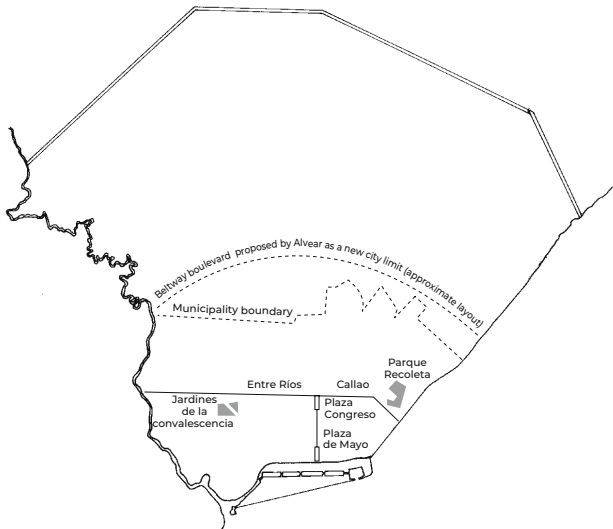 Beltway boulevard proposed by Alvear as a new city limit (approximate layout)
Municipality boundary
Parque
Recoleta
Entre Ríos
Callao
Jardines
de la
convalescencia
Plaza
Congreso
Plaza
de Mayo